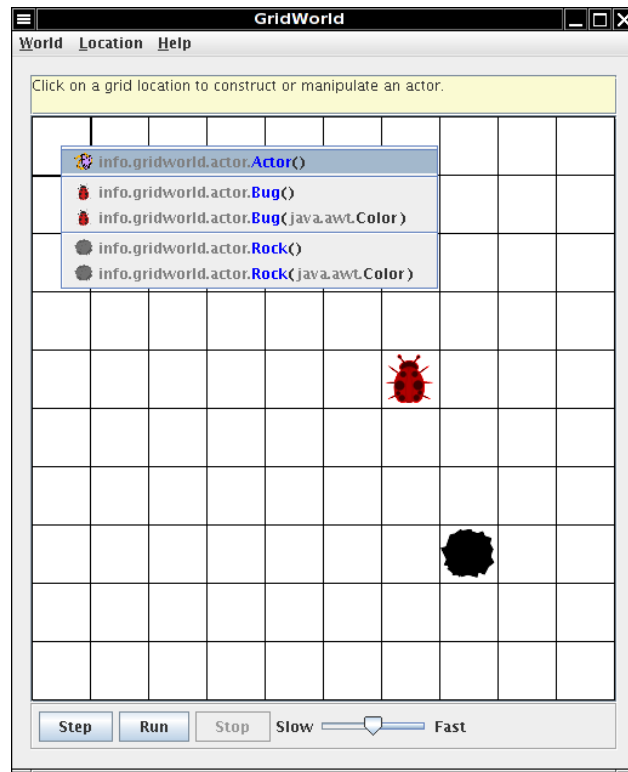 GridWorld
World Location Help
Click on a grid location to construct or manipulate an actor.
info.gridworld.actor.Actor()
info.gridworld.actor.Bug()
info.gridworld.actor.Bug(java.awt.Color)
info.gridworld.actor.Rock()
info.gridworld.actor.Rock(java.awt.Color)
Step Run Stop Slow Fast